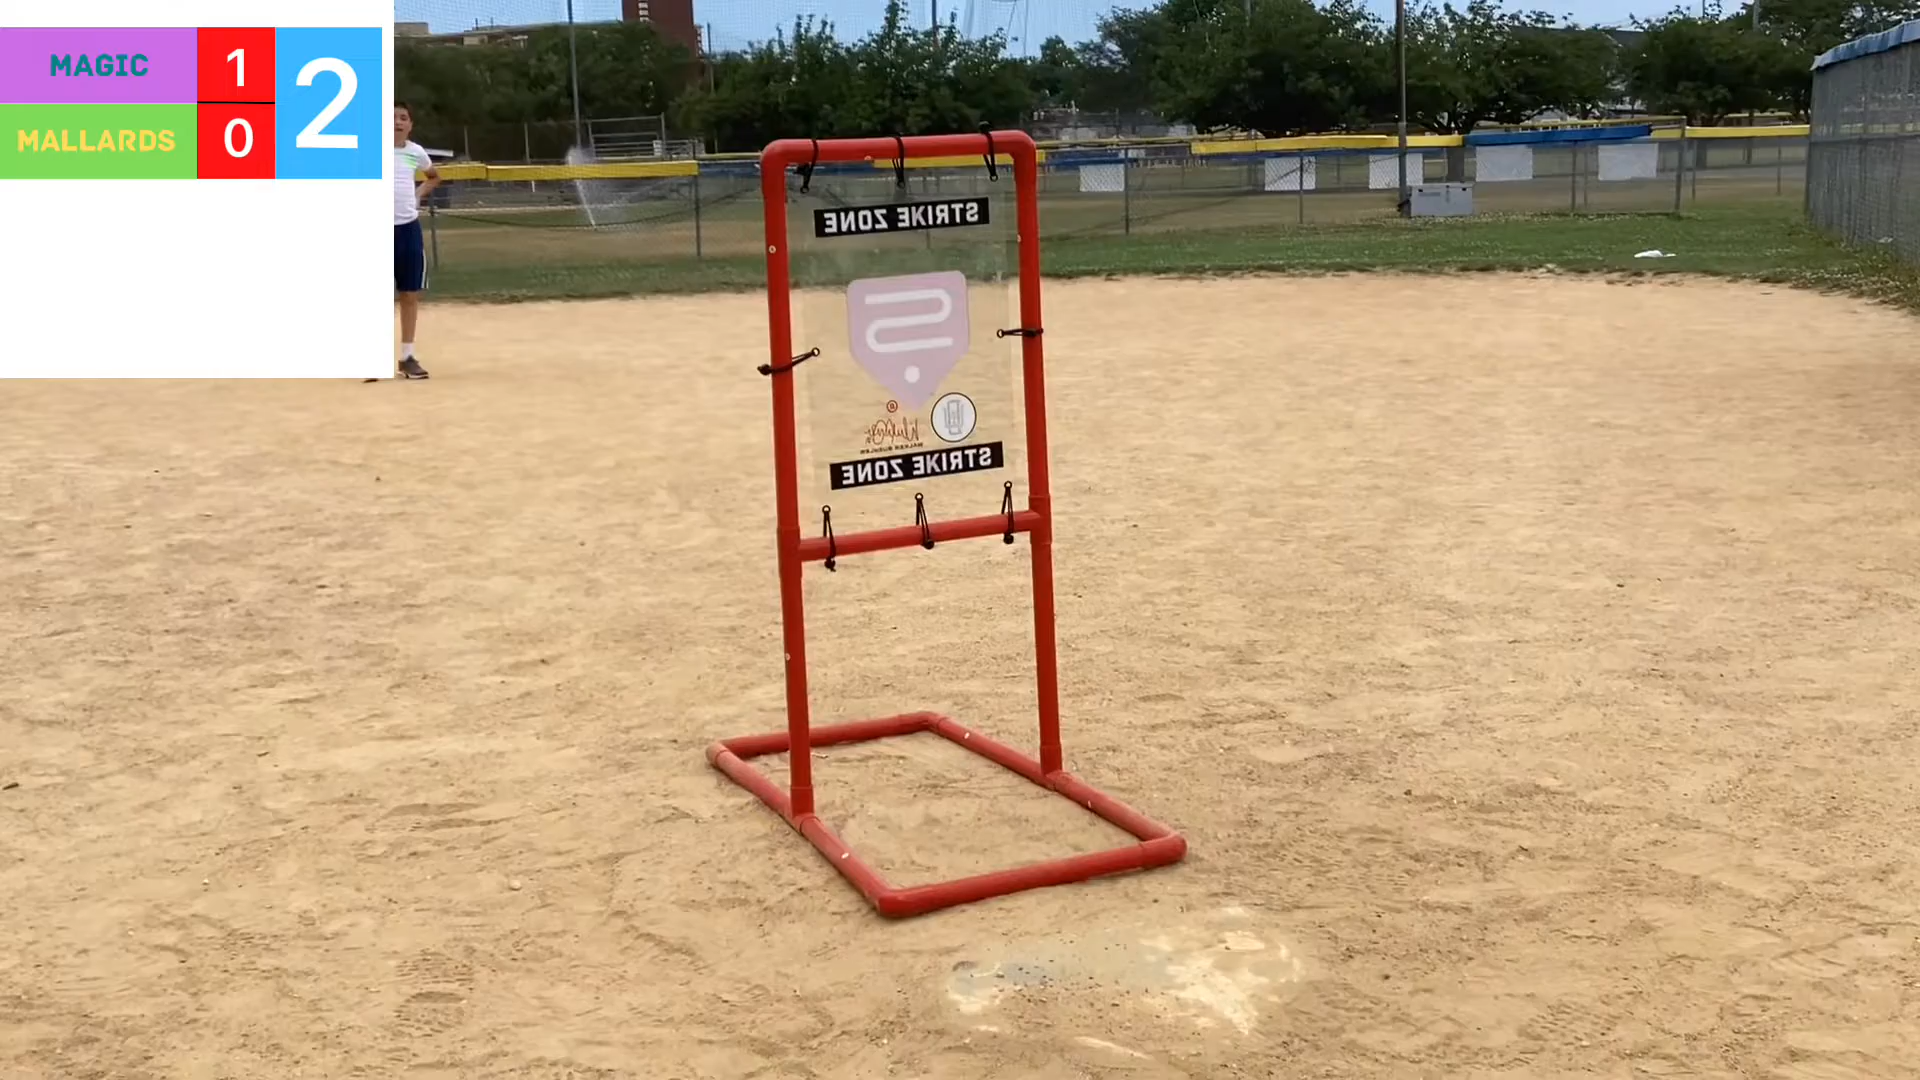 MAGIC 1
2
MALLARDS 0
STRIKE ZONE
STRIKE ZONE